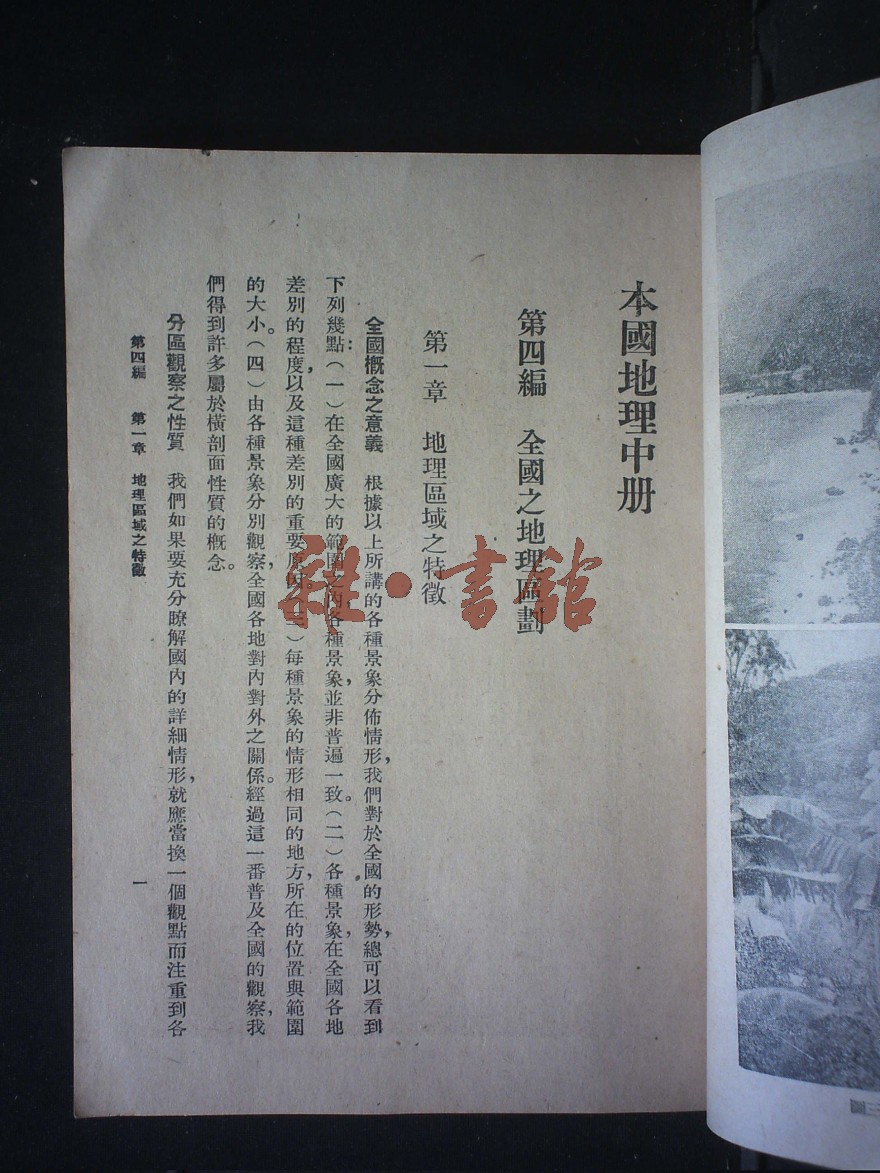 本國地理中册
第四編　全國之地理區劃
第一章　地理區域之特徵
全國概念之意義　根據以上所講的各種景象分佈情形，我們對於全國的形勢，總可以看到
下列幾點：（一）在全國廣大的範圍之內，各種景象，並非普遍一致。（二）各種景象，在全國各地
差別的程度，以及這種差別的重要原因。（三）每種景象的情形相同的地方，所在的位置與範圍
的大小。（四）由各種景象分別觀察，全國各地對內對外之關係。經過這一番普及全國的觀察，我
們得到許多屬於橫剖面性質的概念。
分區觀察之性質　我們如果要充分瞭解國內的詳細情形，就應當換一個觀點而注重到各
第四編　第一章　地理區域之特徵　一
雜·書館